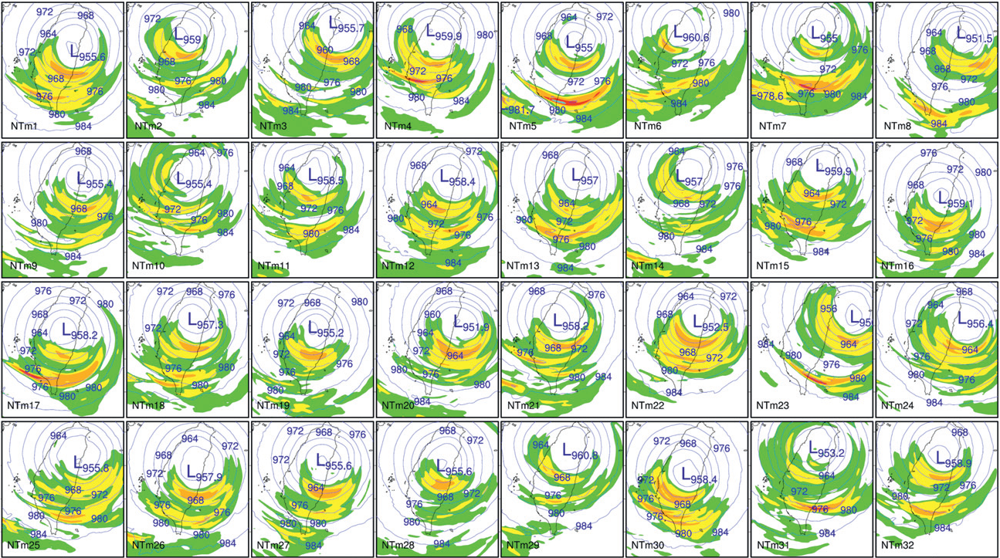 972 968
964
972 L955.6
968
976 976
980
984
NTm1
972
L959
968
976 980
980
984
NTm2
964 L955.7
960
968
976
980 980
984
NTm3
968 L959.9 980
972 976
980 984
NTm4
964 972
968
L955
972 976
-981.7 980
984
NTm5
980
L960.6
972 976
980
984
NTm6
L955
976
972
-978.6 976 980 984
NTm7
964 L951.5
968
968
972
976
980
984
NTm8
968
L955.4
968 976
980
984
NTm9
964 976
L955.4
972 980
976
984
NTm10
964 L958.5
968
972 976
980 984
NTm11
972
968
L958.4
964
980 972 976
976
984
NTm12
968
L957
964
980 972
976 980
984
NTm13
964
L957 976
976
968 972
980
984
NTm14
968 L959.9
964
972
980 976
984
NTm15
976
972 980
968
L959.1
972
980
980 984
NTm16
976 972 980
968
964 L958.2
972
976
976 980
980
NTm17
972 968 976
972 L957.3
976 980
980
NTm18
972 968 980
964 L955.2
972 976
976
980
NTm19
968
960 L951.9
964
972 964
980 976 980
984
NTm20
968 976
L958.2
976 968 972
980 984
NTm21
964 972
968 L952.5
968 972
980
984
NTm22
956 L95
984 964
980 976
980
984
NTm23
968
964
972 L956.4
976 964
980 976
984
NTm24
964
L955.8
968 972
976
980 976 980
984
NTm25
964 972
968
972 L957.9
976 968
976
980 980
984
NTm26
972 968 976
L955.6
964
976
980 980
984
NTm27
968 972
L955.6
968 972
976
980
984
NTm28
964 L960.8
968
976
980
984
NTm29
972 968 976
972 L958.4
976 968
976
980 984
NTm30
L953.2
964
972
976 980
984
NTm31
968
L958.9
980 972 976
984
NTm32